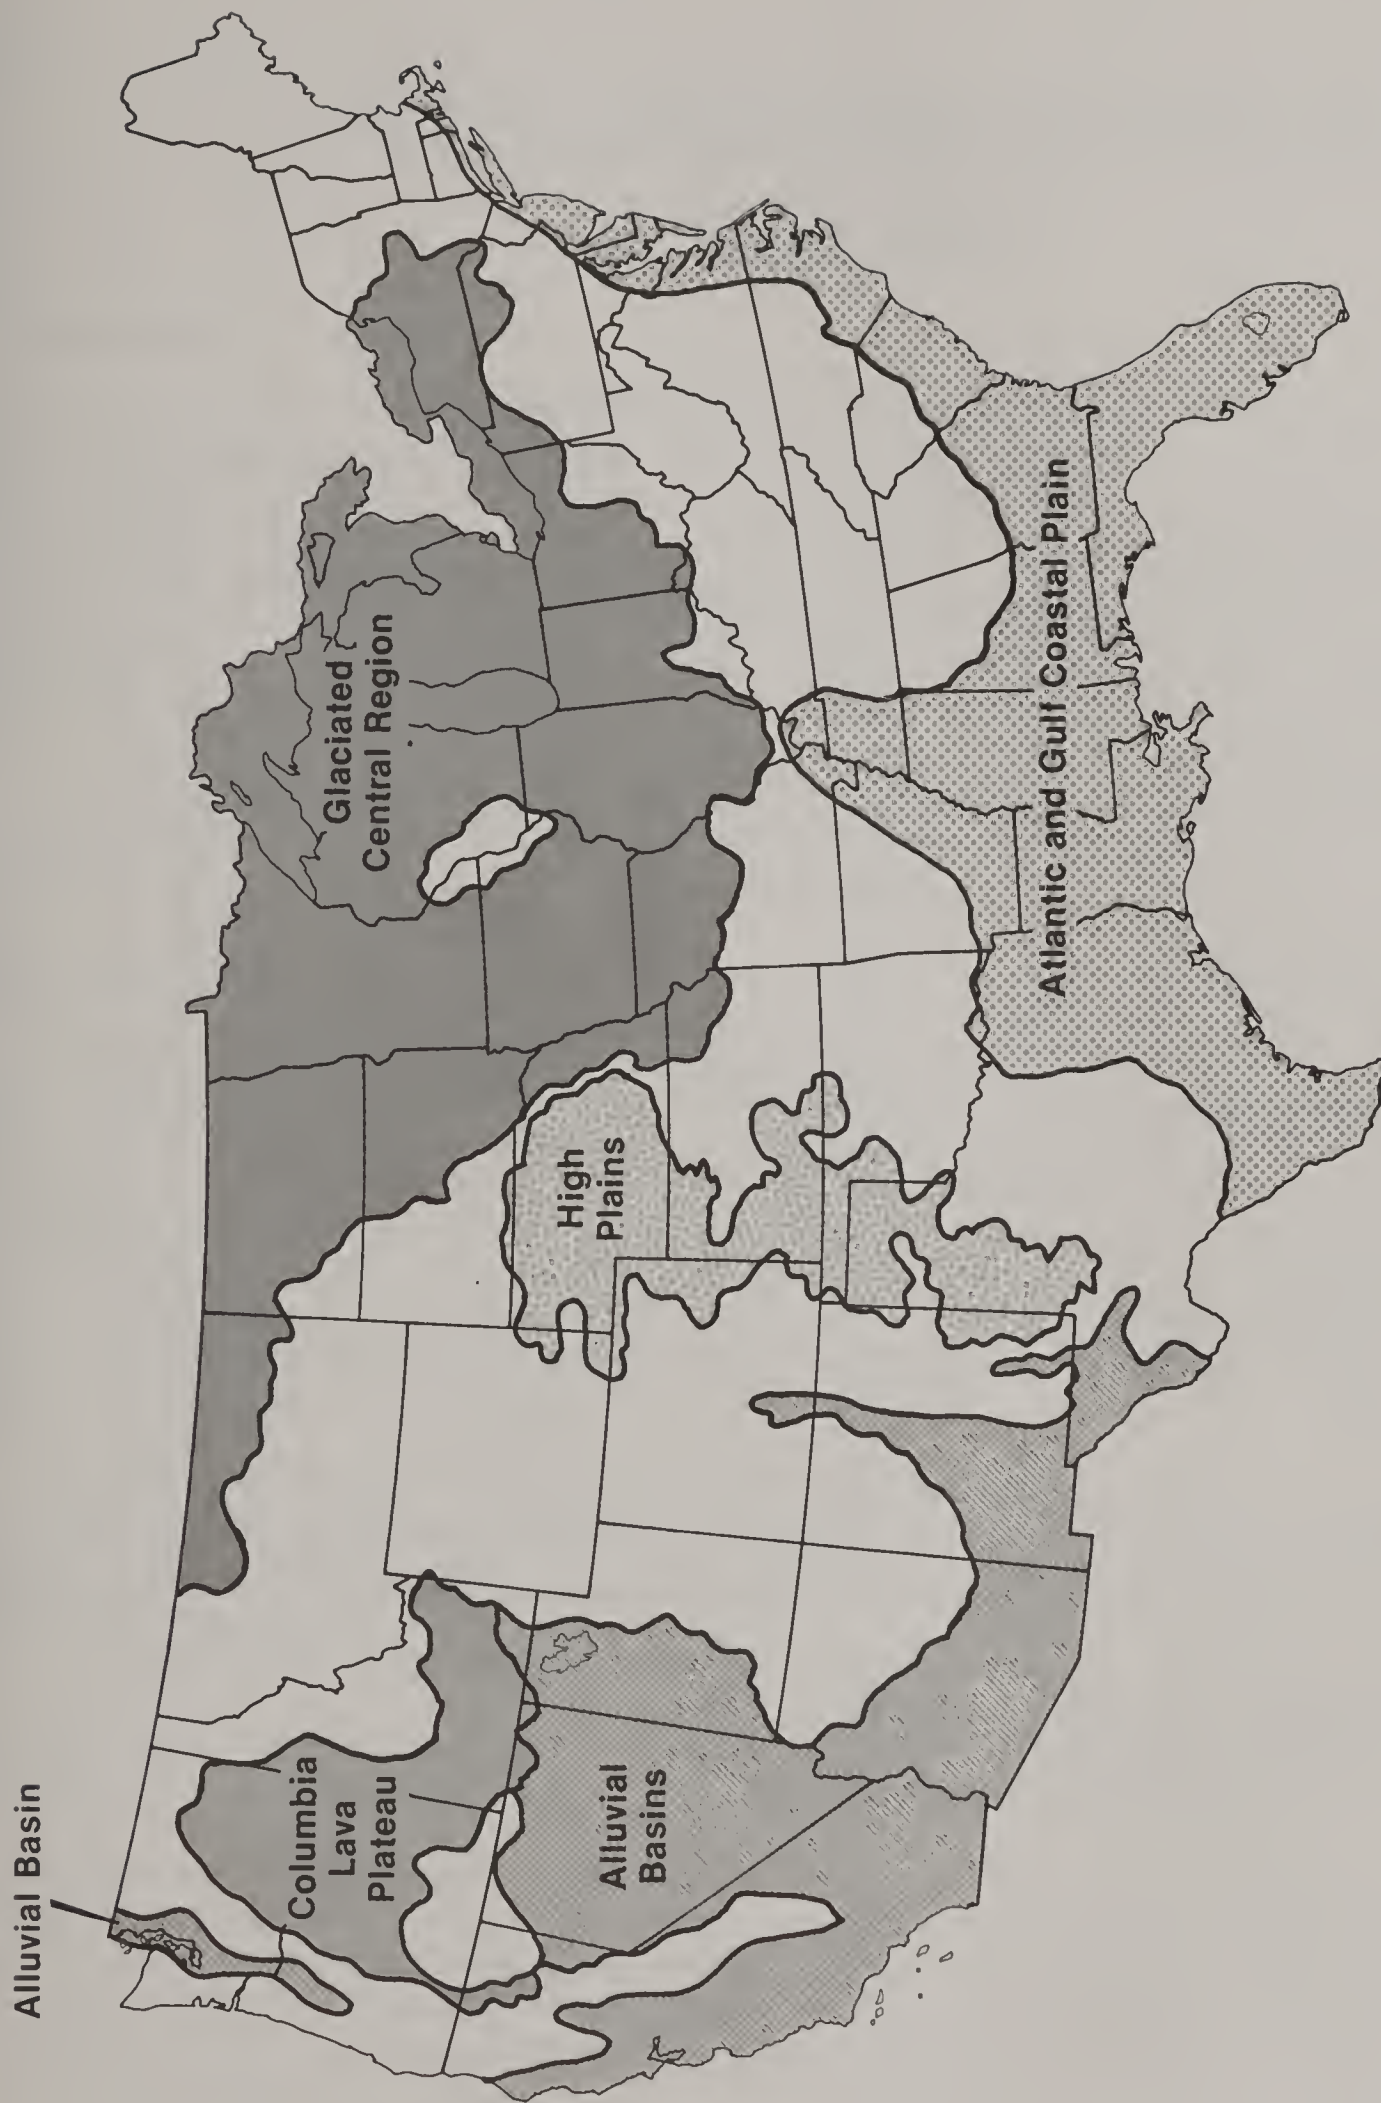 Alluvial Basin
Columbia
Lava
Plateau
Alluvial
Basins
High
Plains
Glaciated
Central Region
Atlantic and Gulf Coastal Plain